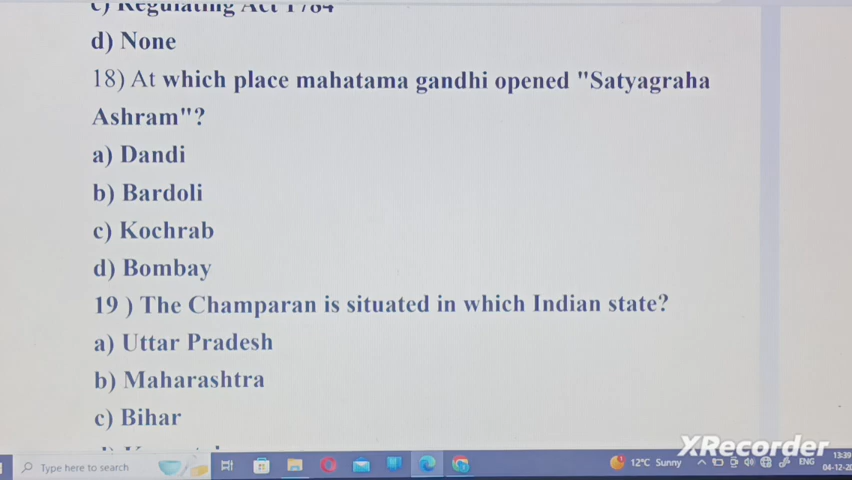 c) Regulating Act 1784
d) None
18) At which place mahatama gandhi opened "Satyagraha
Ashram"?
a) Dandi
b) Bardoli
c) Kochrab
d) Bombay
19 ) The Champaran is situated in which Indian state?
a) Uttar Pradesh
b) Maharashtra
c) Bihar
XRecorder
Type here to search
12°C Sunny
ENG
13:39
04-12-20